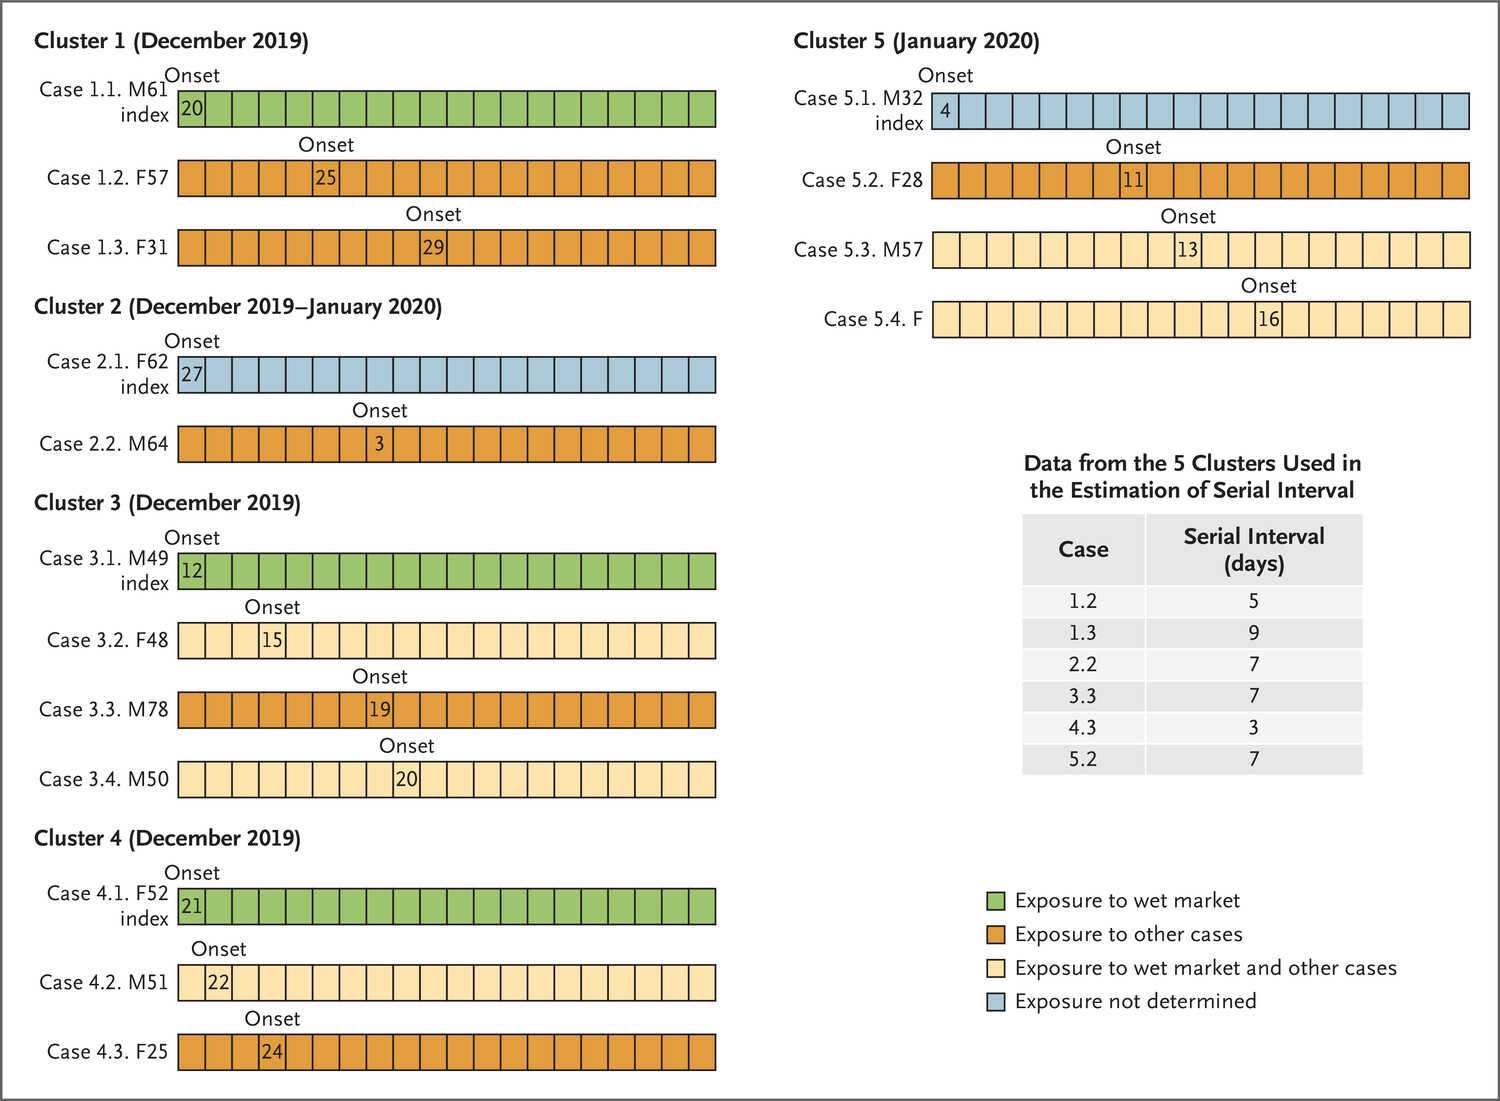 Cluster 1 (December 2019)
Onset
Case 1.1. M61
index
20
Onset
Case 1.2. F57
25
Onset
Case 1.3. F31
29
Cluster 2 (December 2019–January 2020)
Onset
Case 2.1. F62
index
27
Onset
Case 2.2. M64
3
Cluster 3 (December 2019)
Onset
Case 3.1. M49
index
12
Onset
Case 3.2. F48
15
Onset
Case 3.3. M78
19
Onset
Case 3.4. M50
20
Cluster 4 (December 2019)
Onset
Case 4.1. F52
index
21
Onset
Case 4.2. M51
22
Onset
Case 4.3. F25
24
Cluster 5 (January 2020)
Onset
Case 5.1. M32
index
4
Onset
Case 5.2. F28
11
Onset
Case 5.3. M57
13
Onset
Case 5.4. F
16
Data from the 5 Clusters Used in
the Estimation of Serial Interval
Case
Serial Interval
(days)
1.2 5
1.3 9
2.2 7
3.3 7
4.3 3
5.2 7
Exposure to wet market
Exposure to other cases
Exposure to wet market and other cases
Exposure not determined